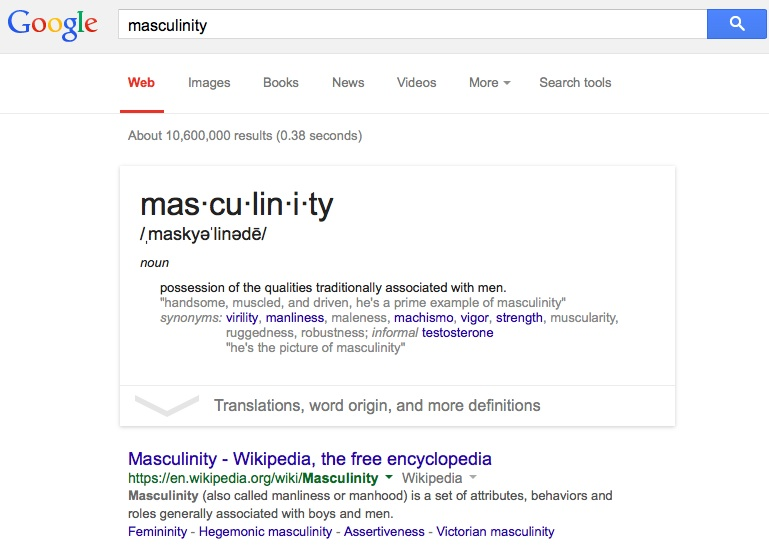 Google masculinity
Web Images Books News Videos More Search tools
About 10,600,000 results (0.38 seconds)
mas·cu·lin·i·ty
/ˌmaskyəˈlinədē/
noun
possession of the qualities traditionally associated with men.
"handsome, muscled, and driven, he's a prime example of masculinity"
synonyms: virility, manliness, maleness, machismo, vigor, strength, muscularity,
ruggedness, robustness; informal testosterone
"he's the picture of masculinity"
Translations, word origin, and more definitions
Masculinity - Wikipedia, the free encyclopedia
https://en.wikipedia.org/wiki/Masculinity Wikipedia
Masculinity (also called manliness or manhood) is a set of attributes, behaviors and
roles generally associated with boys and men.
Femininity - Hegemonic masculinity - Assertiveness - Victorian masculinity